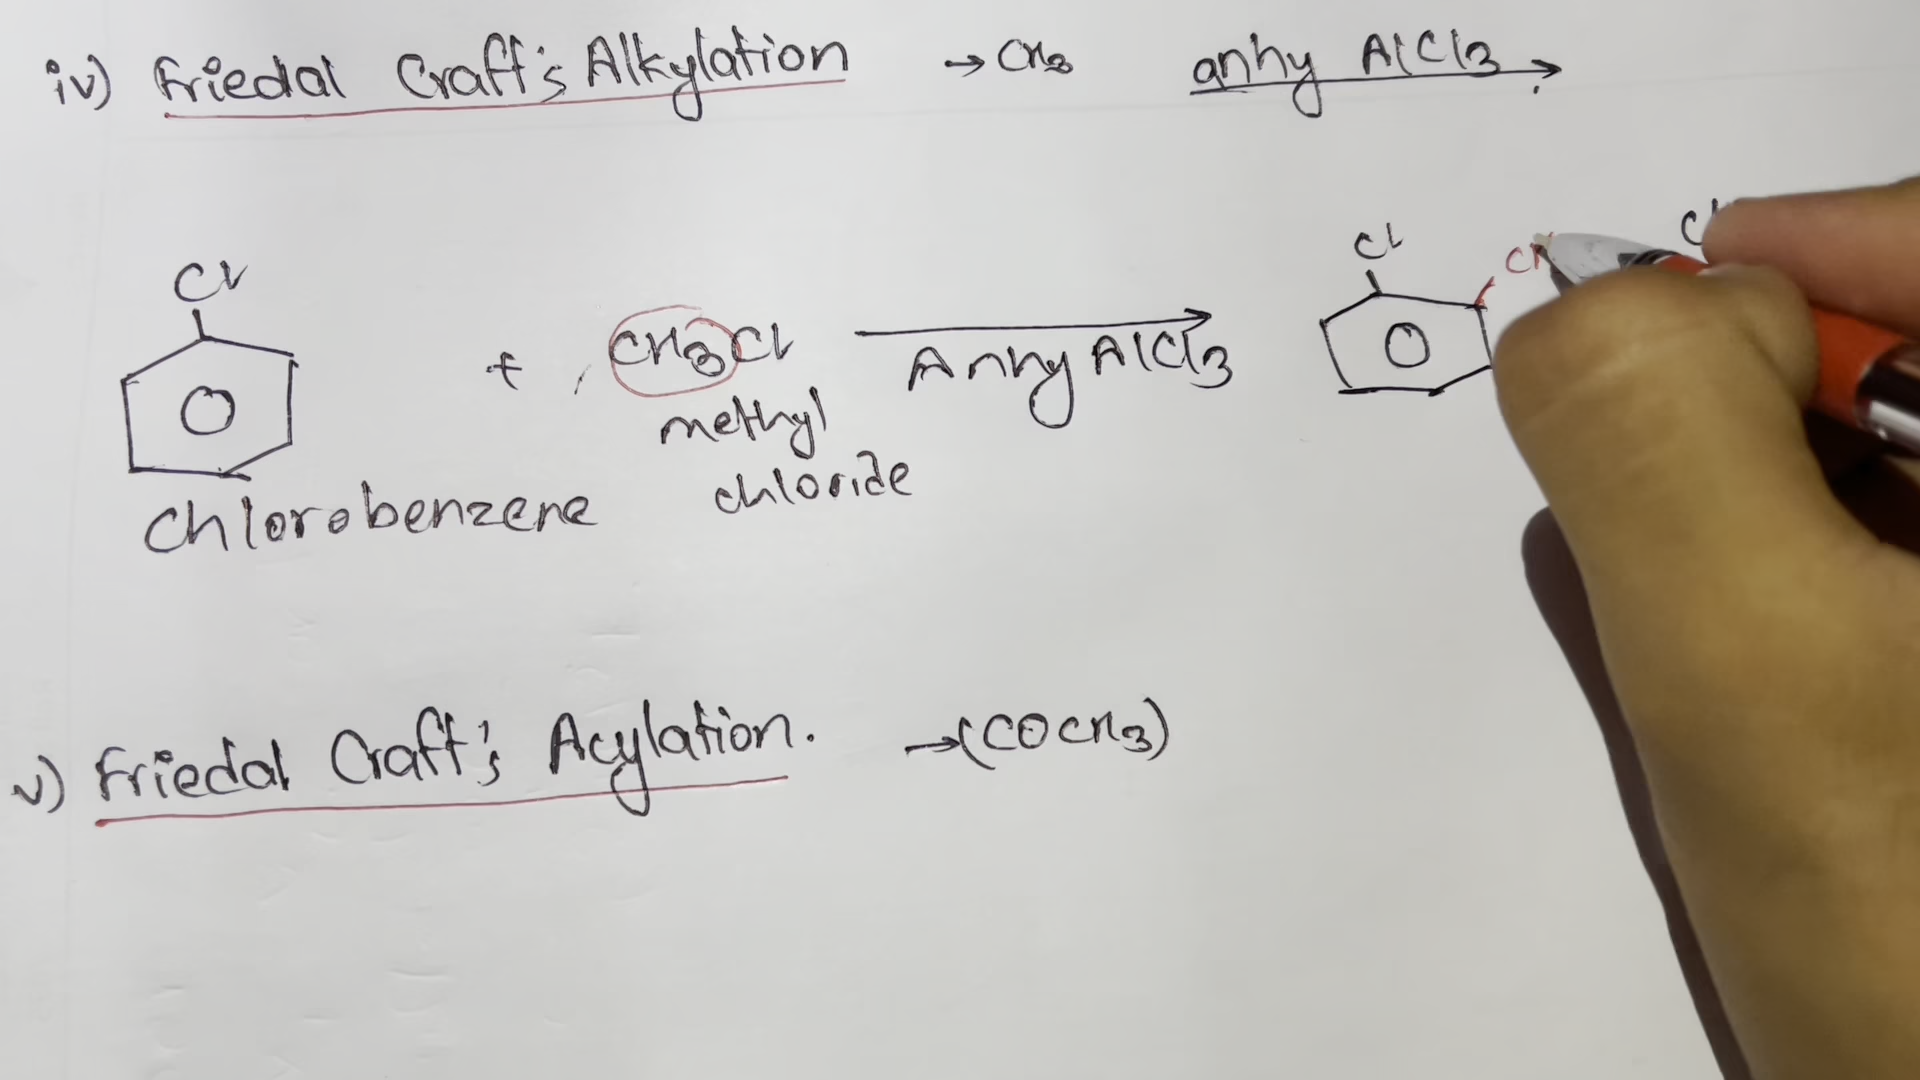 iv) Friedal Craft's Alkylation → CH3 anhy AlCl3 →
Cl
Cl
+ CH3Cl → Anhy AlCl3
methyl
chloride
Chlorobenzene
v) Friedal Craft's Acylation. → (COCH3)